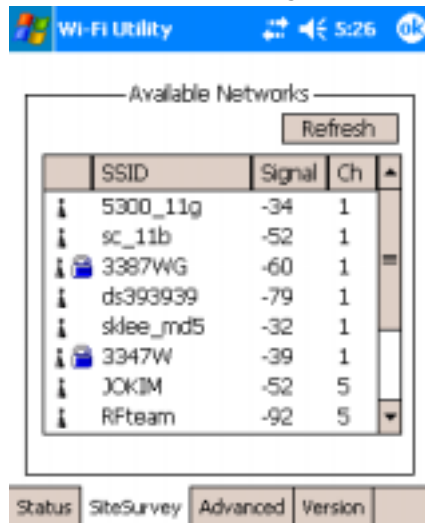 Wi-Fi Utility 5:26 ok
Available Networks
Refresh
SSID Signal Ch
5300_11g -34 1
sc_11b -52 1
3387WG -60 1
ds393939 -79 1
sklee_md5 -32 1
3347W -39 1
JOKIM -52 5
RFteam -92 5
Status SiteSurvey Advanced Version